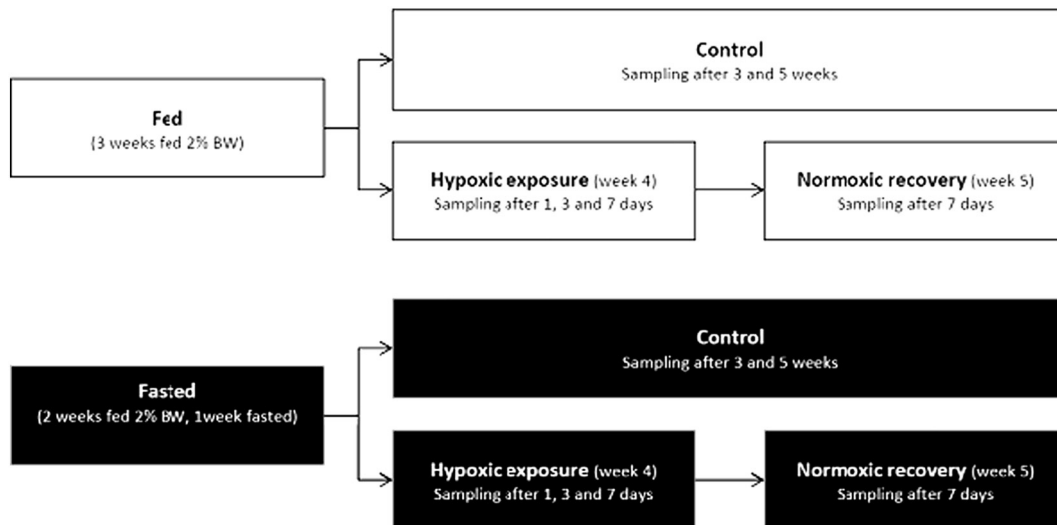 Control
Sampling after 3 and 5 weeks
Fed
(3 weeks fed 2% BW)
Hypoxic exposure (week 4)
Sampling after 1, 3 and 7 days
Normoxic recovery (week 5)
Sampling after 7 days
Control
Sampling after 3 and 5 weeks
Fasted
(2 weeks fed 2% BW, 1week fasted)
Hypoxic exposure (week 4)
Sampling after 1, 3 and 7 days
Normoxic recovery (week 5)
Sampling after 7 days